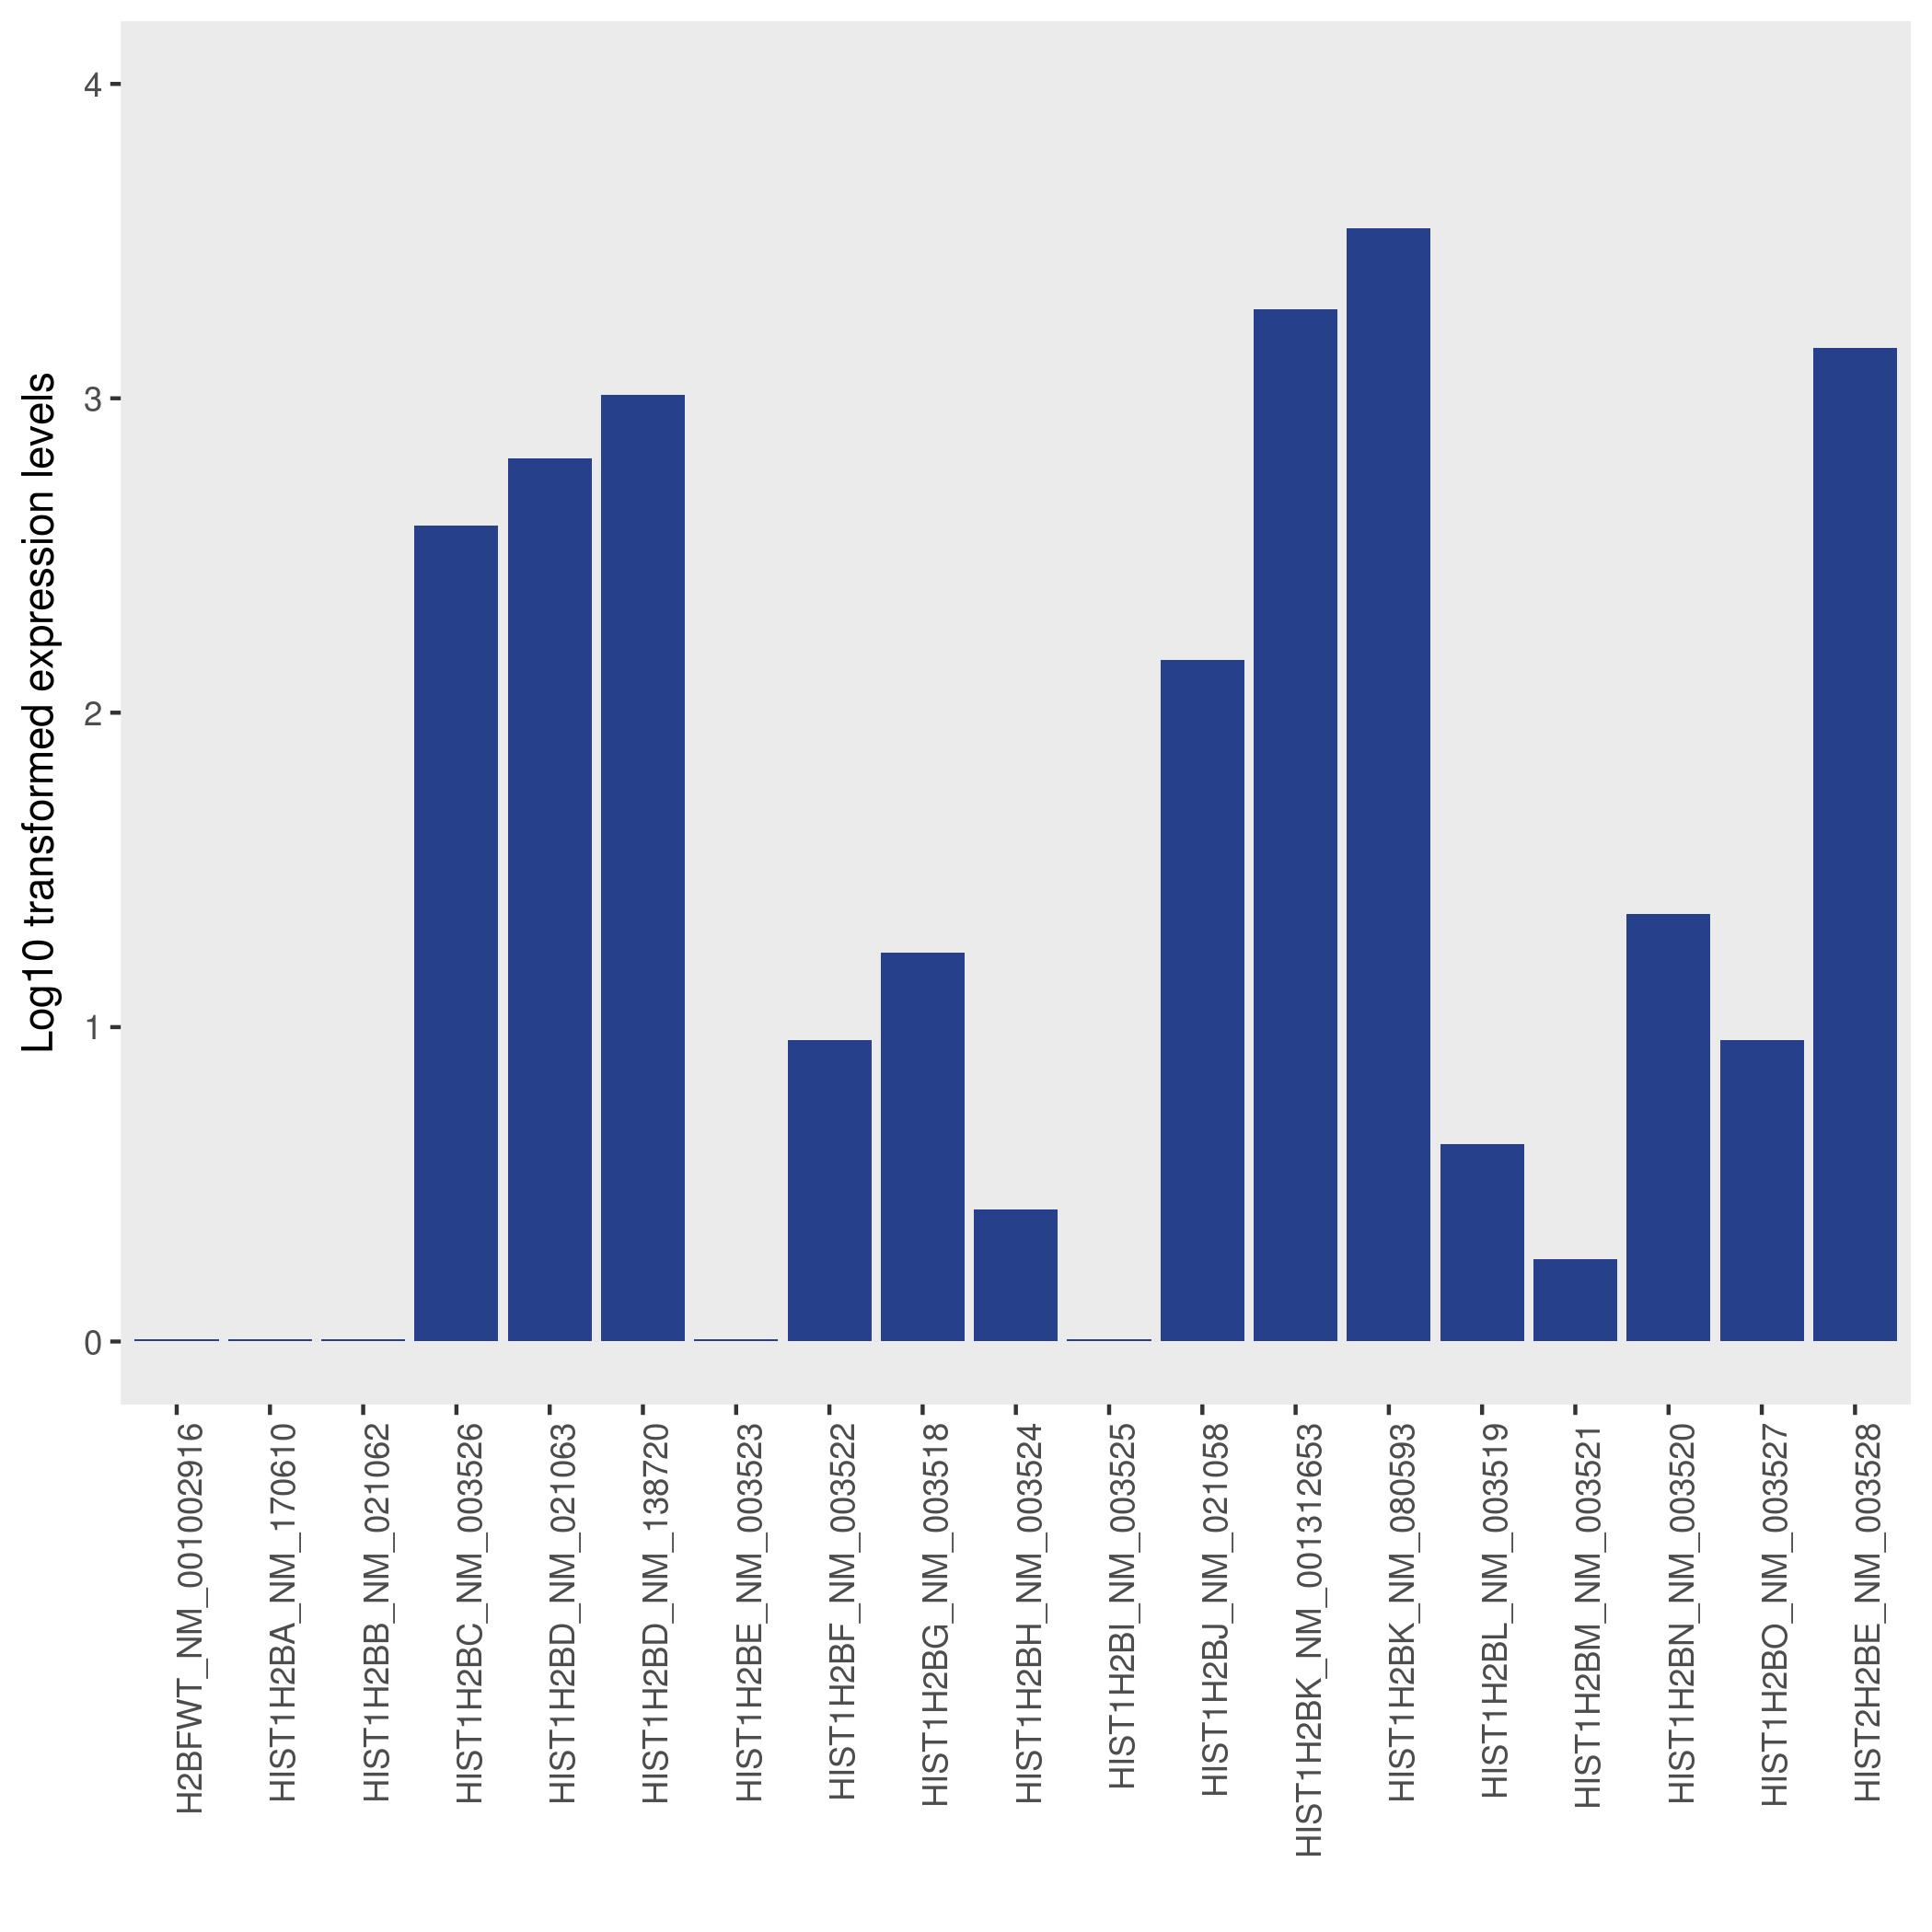 Log10 transformed expression levels
4
3
2
1
0
H2BFWT_NM_001002916
HIST1H2BA_NM_170610
HIST1H2BB_NM_021062
HIST1H2BC_NM_003526
HIST1H2BD_NM_021063
HIST1H2BD_NM_138720
HIST1H2BE_NM_003523
HIST1H2BF_NM_003522
HIST1H2BG_NM_003518
HIST1H2BH_NM_003524
HIST1H2BI_NM_003525
HIST1H2BJ_NM_021058
HIST1H2BK_NM_001312653
HIST1H2BK_NM_080593
HIST1H2BL_NM_003519
HIST1H2BM_NM_003521
HIST1H2BN_NM_003520
HIST1H2BO_NM_003527
HIST2H2BE_NM_003528